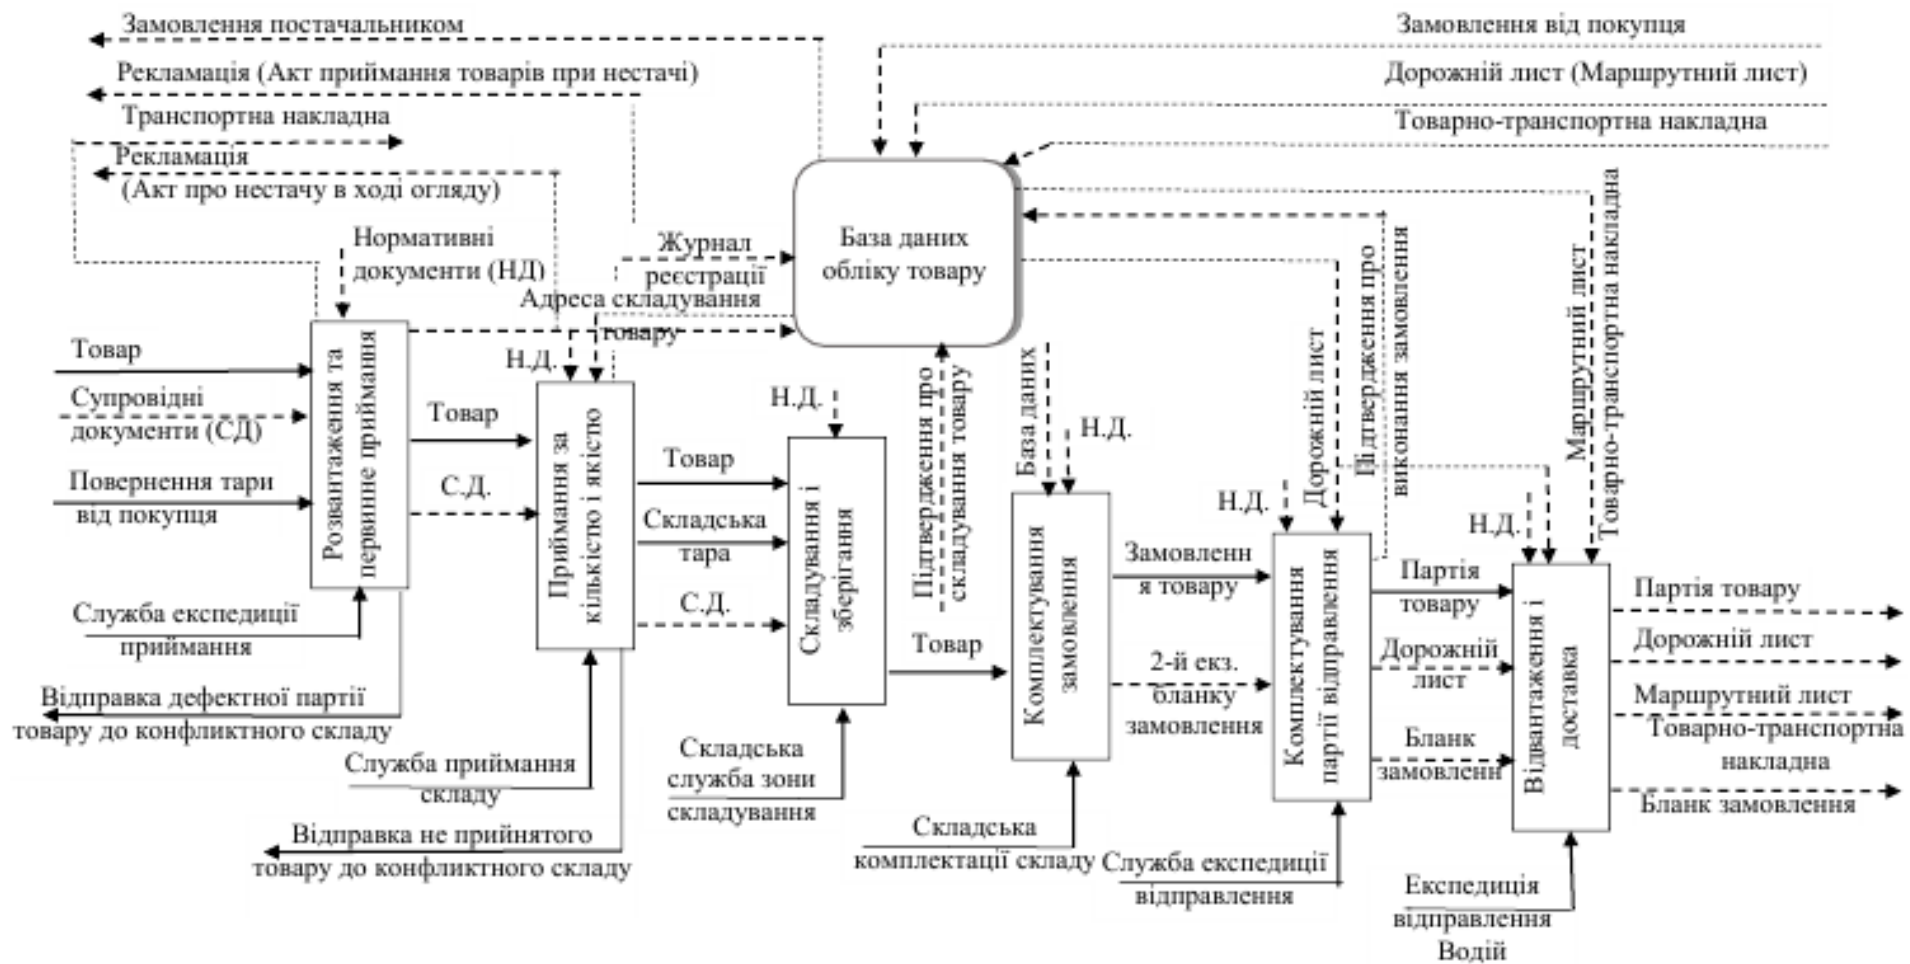 Замовлення постачальником
Замовлення від покупця
Рекламація (Акт приймання товарів при нестачі)
Дорожній лист (Маршрутний лист)
Транспортна накладна
Товарно-транспортна накладна
Рекламація
(Акт про нестачу в ході огляду)
Нормативні
документи (НД)
Журнал
реєстрації
База даних
обліку товару
Адреса складування
товару
Товар
Супровідні
документи (СД)
Повернення тари
від покупця
Розвантаження та
первинне приймання
Служба експедиції
приймання
Відправка дефектної партії
товару до конфликтного складу
Товар
С.Д.
Н.Д.
Приймання за
кількістю і якістю
Служба приймання
складу
Відправка не прийнятого
товару до конфликтного складу
Товар
Складська
тара
С.Д.
Н.Д.
Складування і
зберігання
Складська
служба зони
складування
Підтвердження про
складування товару
Товар
База даних
Н.Д.
Комплектування
замовлення
Складська
комплектації складу
Замовленн
я товару
2-й екз.
бланку
замовлення
Н.Д.
Дорожній лист
Підтвердження про
виконання замовлення
Комплектування
партії відправлення
Служба експедиції
відправлення
Партія
товару
Дорожній
лист
Бланк
замовленн
Н.Д.
Маршрутний лист
Товарно-транспортна накладна
Відвантаження і
доставка
Експедиція
відправлення
Водій
Партія товару
Дорожній лист
Маршрутний лист
Товарно-транспортна
накладна
Бланк замовлення